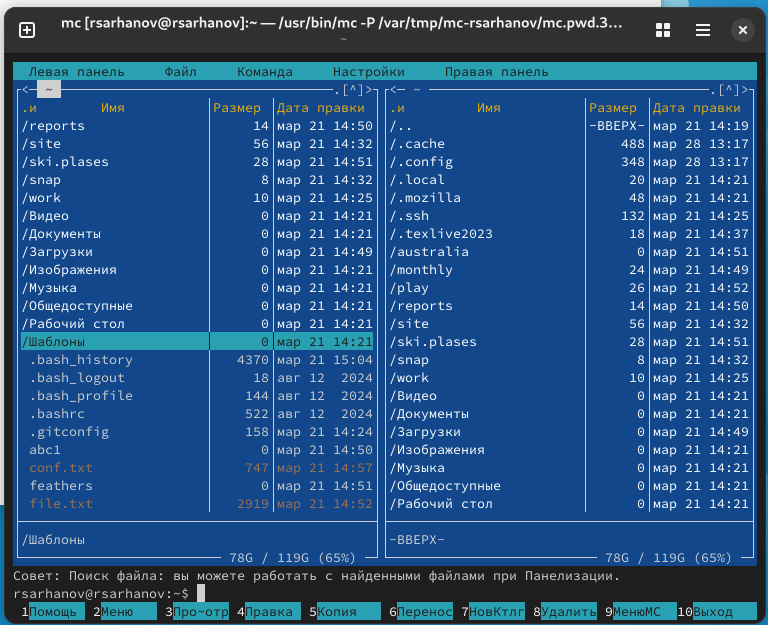 mc [rsarhanov@rsarhanov]:~ — /usr/bin/mc -P /var/tmp/mc-rsarhanov/mc.pwd.3…
~
Левая панель Файл Команда Настройки Правая панель
<─ ~ .[^]>
.и Имя Размер Дата правки
/reports 14 мар 21 14:50
/site 56 мар 21 14:32
/ski.plases 28 мар 21 14:51
/snap 8 мар 21 14:32
/work 10 мар 21 14:25
/Видео 0 мар 21 14:21
/Документы 0 мар 21 14:21
/Загрузки 0 мар 21 14:49
/Изображения 0 мар 21 14:21
/Музыка 0 мар 21 14:21
/Общедоступные 0 мар 21 14:21
/Рабочий стол 0 мар 21 14:21
/Шаблоны 0 мар 21 14:21
.bash_history 4370 мар 21 15:04
.bash_logout 18 авг 12 2024
.bash_profile 144 авг 12 2024
.bashrc 522 авг 12 2024
.gitconfig 158 мар 21 14:24
abc1 0 мар 21 14:50
conf.txt 747 мар 21 14:57
feathers 0 мар 21 14:51
file.txt 2919 мар 21 14:52
/Шаблоны
78G / 119G (65%)
<─ ~ .[^]>
.и Имя Размер Дата правки
/.. -ВВЕРХ- мар 21 14:19
/.cache 488 мар 28 13:17
/.config 348 мар 28 13:17
/.local 20 мар 21 14:21
/.mozilla 48 мар 21 14:21
/.ssh 132 мар 21 14:25
/.texlive2023 18 мар 21 14:37
/australia 0 мар 21 14:51
/monthly 24 мар 21 14:49
/play 26 мар 21 14:52
/reports 14 мар 21 14:50
/site 56 мар 21 14:32
/ski.plases 28 мар 21 14:51
/snap 8 мар 21 14:32
/work 10 мар 21 14:25
/Видео 0 мар 21 14:21
/Документы 0 мар 21 14:21
/Загрузки 0 мар 21 14:49
/Изображения 0 мар 21 14:21
/Музыка 0 мар 21 14:21
/Общедоступные 0 мар 21 14:21
/Рабочий стол 0 мар 21 14:21
-ВВЕРХ-
78G / 119G (65%)
Совет: Поиск файла: вы можете работать с найденными файлами при Панелизации.
rsarhanov@rsarhanov:~$
1Помощь 2Меню 3Про~отр 4Правка 5Копия 6Перенос 7НовКтлг 8Удалить 9МенюMC 10Выход